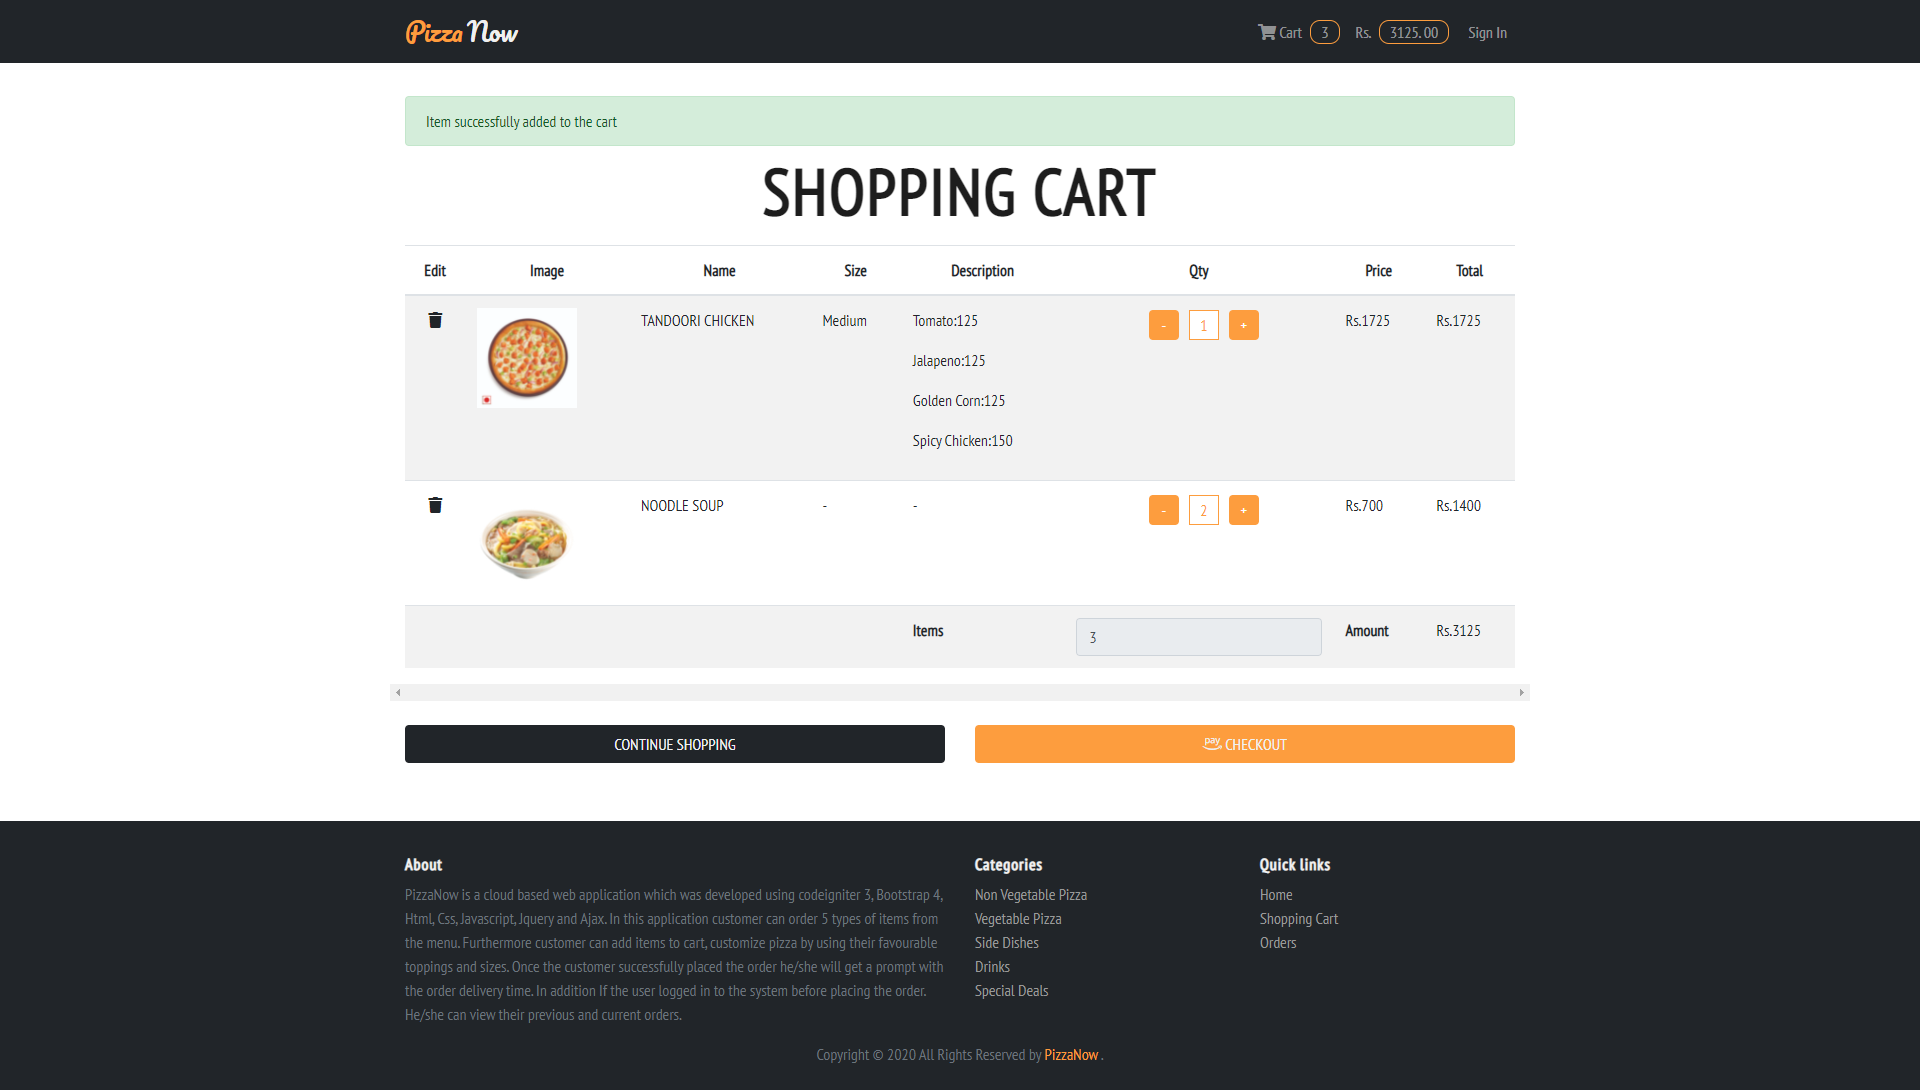 Pizza Now
Cart 3 Rs. 3125.00 Sign In
Item successfully added to the cart
SHOPPING CART
Edit Image Name Size Description Qty Price Total
TANDOORI CHICKEN Medium Tomato:125 - 1 + Rs.1725 Rs.1725
Jalapeno:125
Golden Corn:125
Spicy Chicken:150
NOODLE SOUP - - - 2 + Rs.700 Rs.1400
Items 3 Amount Rs.3125
CONTINUE SHOPPING
pay CHECKOUT
About
PizzaNow is a cloud based web application which was developed using codeigniter 3, Bootstrap 4,
Html, Css, Javascript, Jquery and Ajax. In this application customer can order 5 types of items from
the menu. Furthermore customer can add items to cart, customize pizza by using their favourable
toppings and sizes. Once the customer successfully placed the order he/she will get a prompt with
the order delivery time. In addition If the user logged in to the system before placing the order.
He/she can view their previous and current orders.
Categories
Non Vegetable Pizza
Vegetable Pizza
Side Dishes
Drinks
Special Deals
Quick links
Home
Shopping Cart
Orders
Copyright © 2020 All Rights Reserved by PizzaNow .